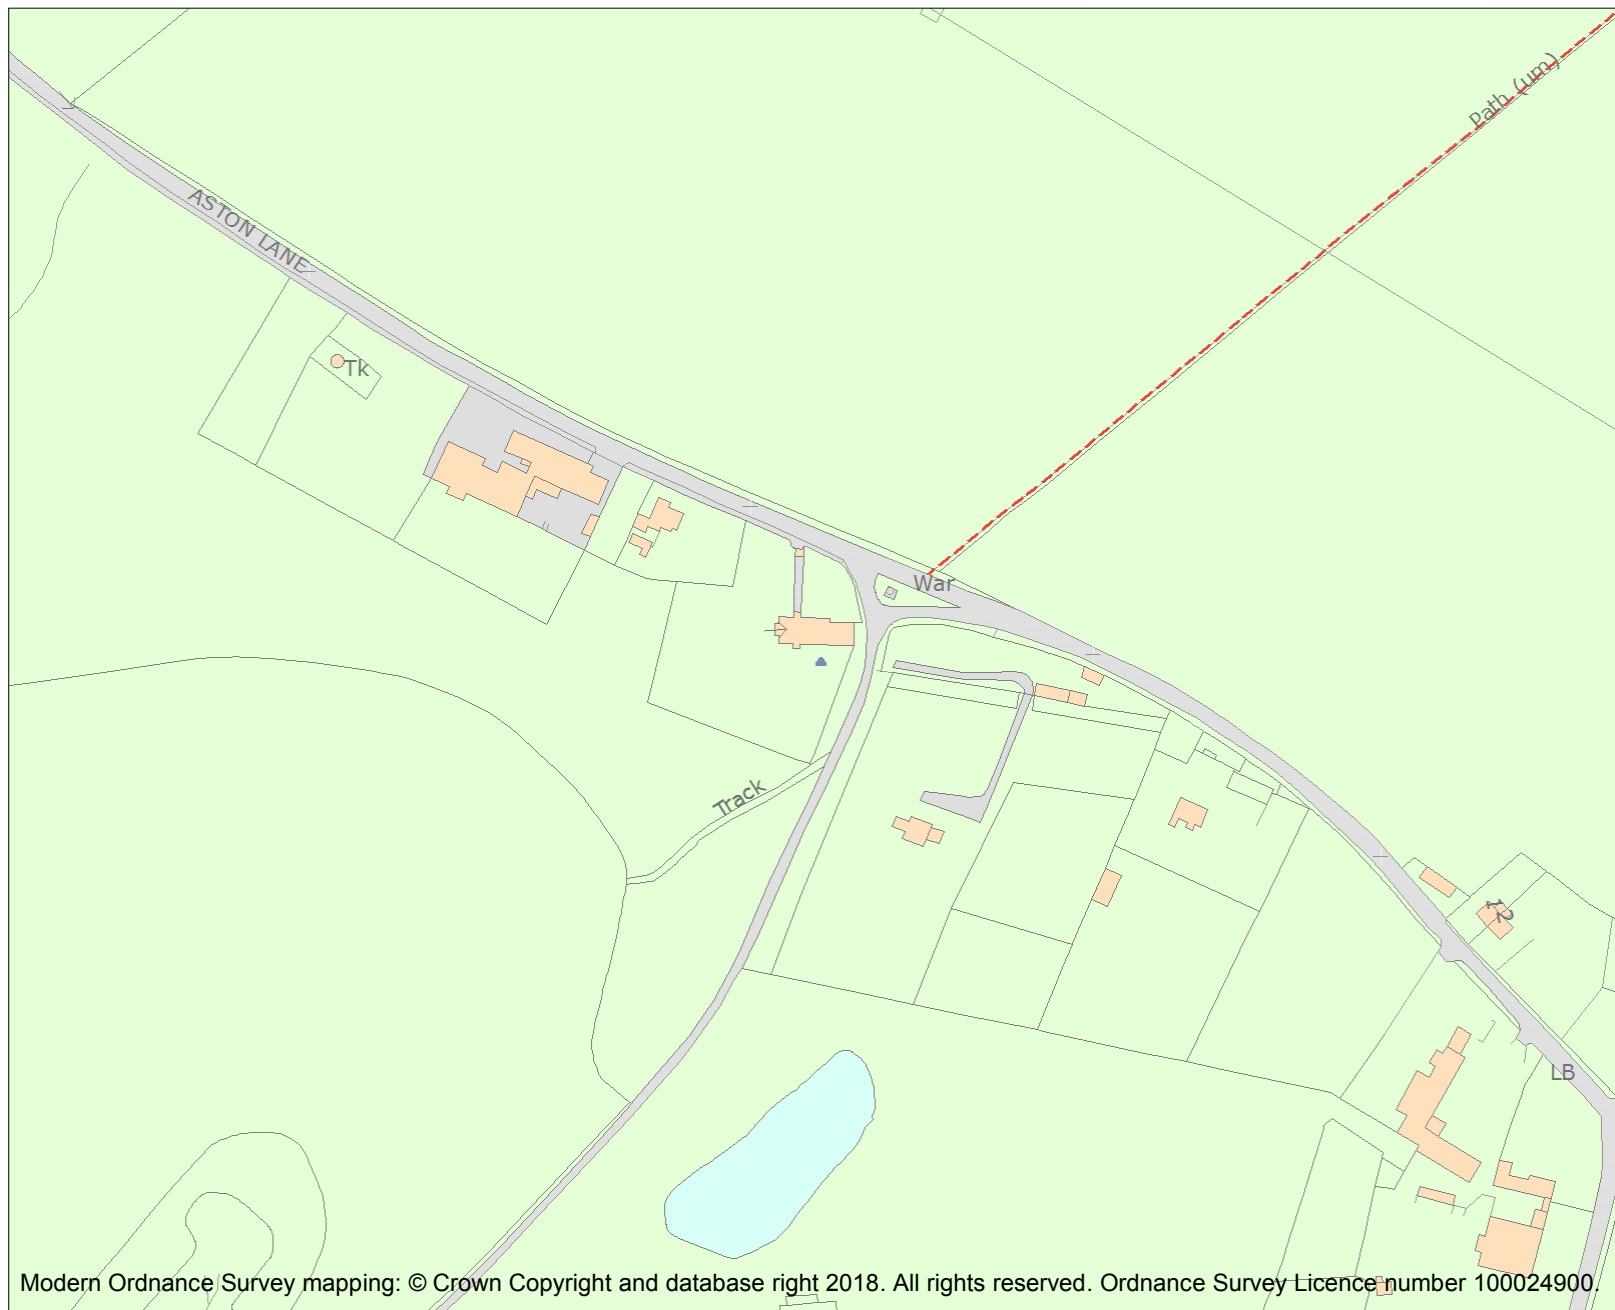 Path (um)
ASTON LANE
Tk
War
Track
12
LB
Modern Ordnance Survey mapping: © Crown Copyright and database right 2018. All rights reserved. Ordnance Survey Licence number 100024900.